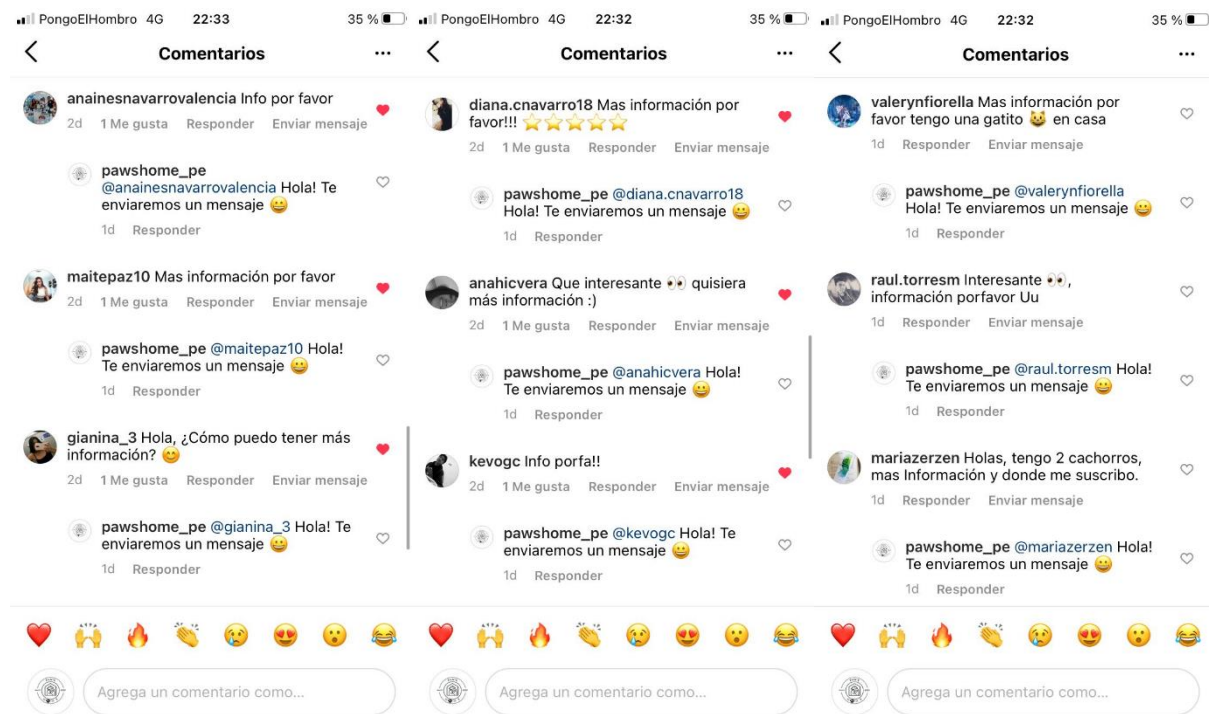 PongoElHombro 4G 22:33 35 %
Comentarios
anainesnavarrovalencia Info por favor
2d 1 Me gusta Responder Enviar mensaje
pawshome_pe
@anainesnavarrovalencia Hola! Te
enviaremos un mensaje 😀
1d Responder
maitepaz10 Mas información por favor
2d 1 Me gusta Responder Enviar mensaje
pawshome_pe @maitepaz10 Hola!
Te enviaremos un mensaje 😀
1d Responder
gianina_3 Hola, ¿Cómo puedo tener más
información? 😊
2d 1 Me gusta Responder Enviar mensaje
pawshome_pe @gianina_3 Hola! Te
enviaremos un mensaje 😀
1d Responder
Agrega un comentario como...
PongoElHombro 4G 22:32 35 %
Comentarios
diana.cnavarro18 Mas información por
favor!!! ⭐⭐⭐⭐⭐
2d 1 Me gusta Responder Enviar mensaje
pawshome_pe @diana.cnavarro18
Hola! Te enviaremos un mensaje 😀
1d Responder
anahicvera Que interesante 👀 quisiera
más información :)
2d 1 Me gusta Responder Enviar mensaje
pawshome_pe @anahicvera Hola!
Te enviaremos un mensaje 😀
1d Responder
kevogc Info porfa!!
2d 1 Me gusta Responder Enviar mensaje
pawshome_pe @kevogc Hola! Te
enviaremos un mensaje 😀
1d Responder
Agrega un comentario como...
PongoElHombro 4G 22:32 35 %
Comentarios
valerynfiorella Mas información por
favor tengo una gatito 😺 en casa
1d Responder Enviar mensaje
pawshome_pe @valerynfiorella
Hola! Te enviaremos un mensaje 😀
1d Responder
raul.torresm Interesante 👀,
información porfavor Uu
1d Responder Enviar mensaje
pawshome_pe @raul.torresm Hola!
Te enviaremos un mensaje 😀
1d Responder
mariazerzen Holas, tengo 2 cachorros,
mas Información y donde me suscribo.
1d Responder Enviar mensaje
pawshome_pe @mariazerzen Hola!
Te enviaremos un mensaje 😀
1d Responder
Agrega un comentario como...